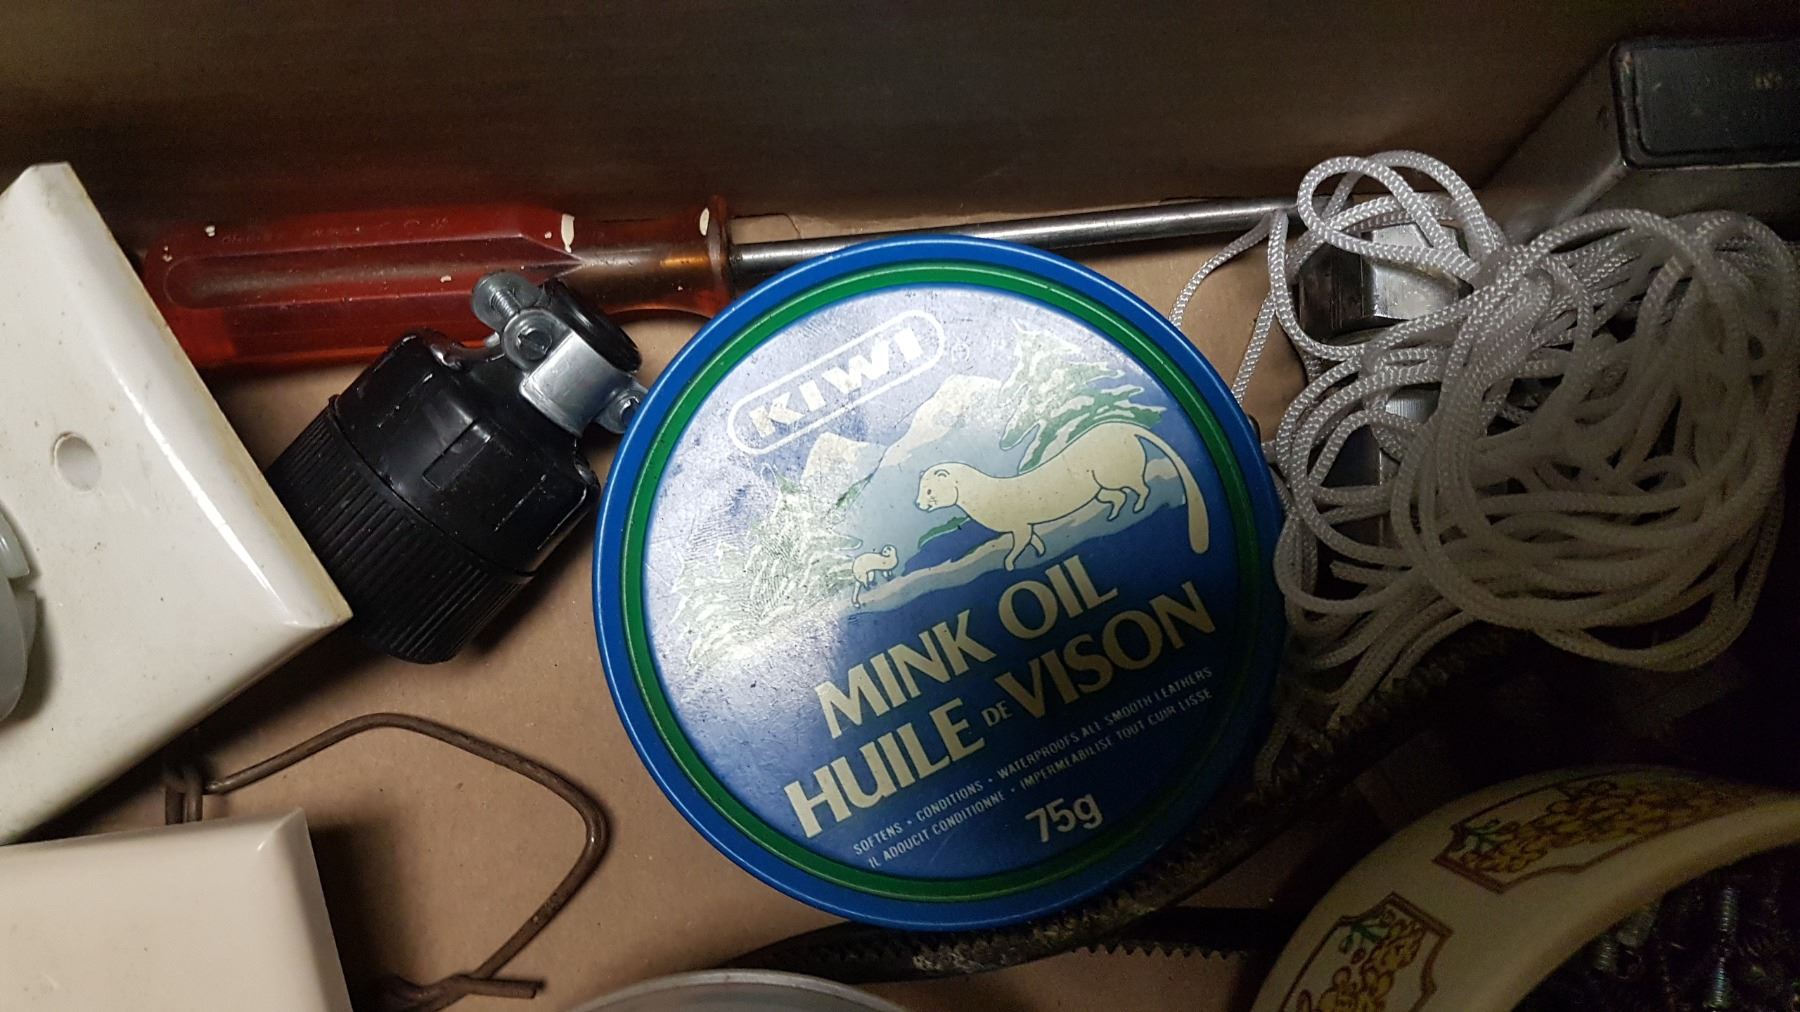 KIWI
MINK OIL
HUILE DE VISON
SOFTENS • CONDITIONS • WATERPROOFS ALL SMOOTH LEATHERS
IL ADOUCIT CONDITIONNE • IMPERMEABILISE TOUT CUIR LISSE
75g